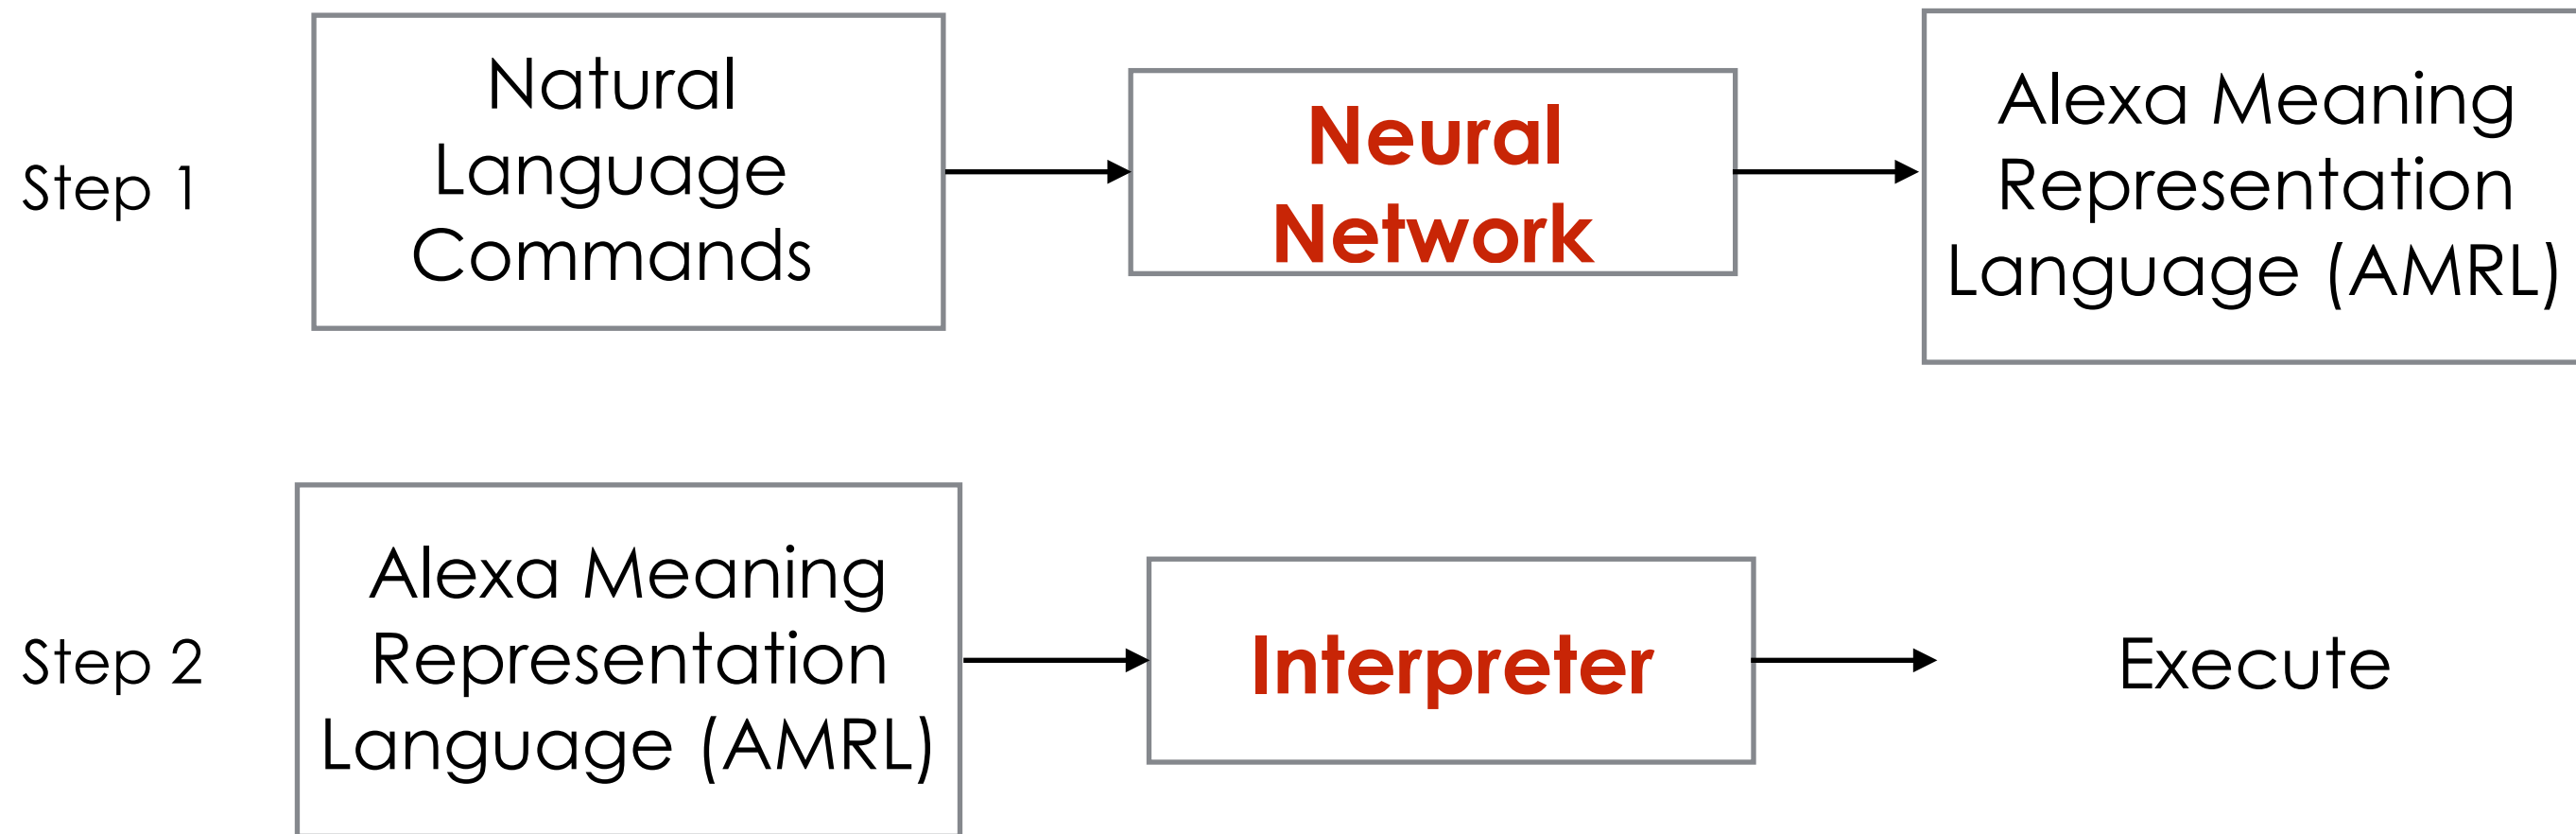 Step 1
Natural
Language
Commands
Neural
Network
Alexa Meaning
Representation
Language (AMRL)
Step 2
Alexa Meaning
Representation
Language (AMRL)
Interpreter
Execute